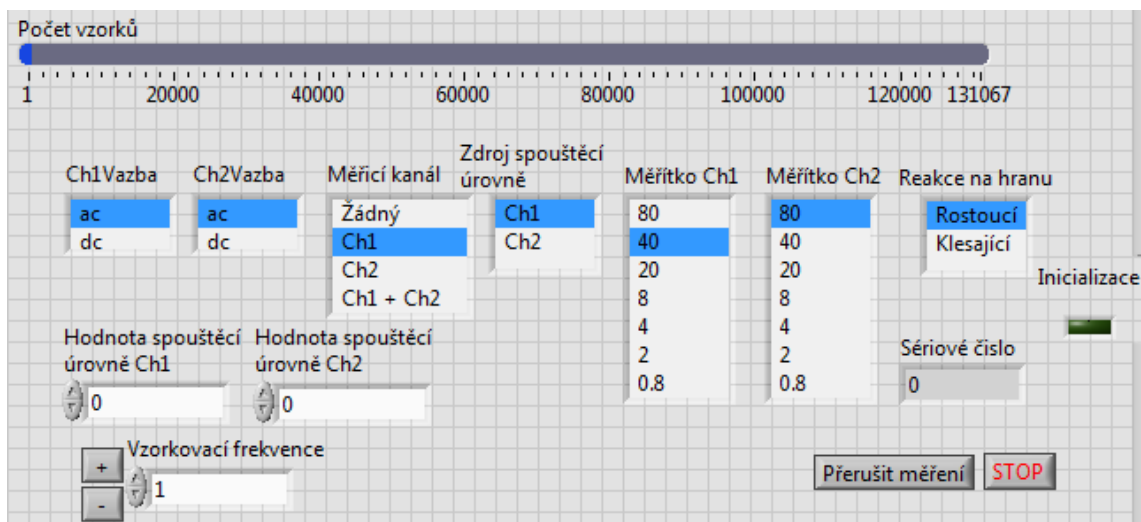 Počet vzorků
1 20000 40000 60000 80000 100000 120000 131067
Ch1Vazba
ac
dc
Ch2Vazba
ac
dc
Měřicí kanál
Žádný
Ch1
Ch2
Ch1 + Ch2
Zdroj spouštěcí
úrovně
Ch1
Ch2
Měřítko Ch1
80
40
20
8
4
2
0.8
Měřítko Ch2
80
40
20
8
4
2
0.8
Reakce na hranu
Rostoucí
Klesající
Inicializace
Hodnota spouštěcí
úrovně Ch1
0
Hodnota spouštěcí
úrovně Ch2
0
Sériové čislo
0
Vzorkovací frekvence
+
-
1
Přerušit měření
STOP